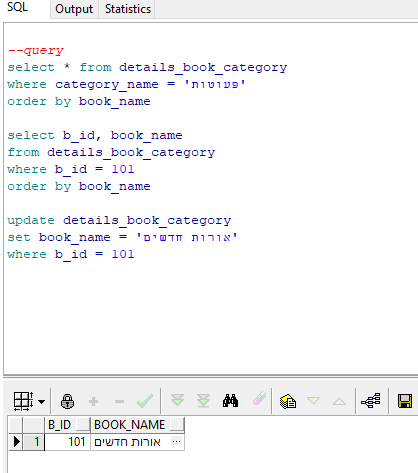 SQL Output Statistics
--query
select * from details_book_category
where category_name = 'פעוטות'
order by book_name
select b_id, book_name
from details_book_category
where b_id = 101
order by book_name
update details_book_category
set book_name = 'אורות חדשים'
where b_id = 101
B_ID BOOK_NAME
1 101 אורות חדשים ...